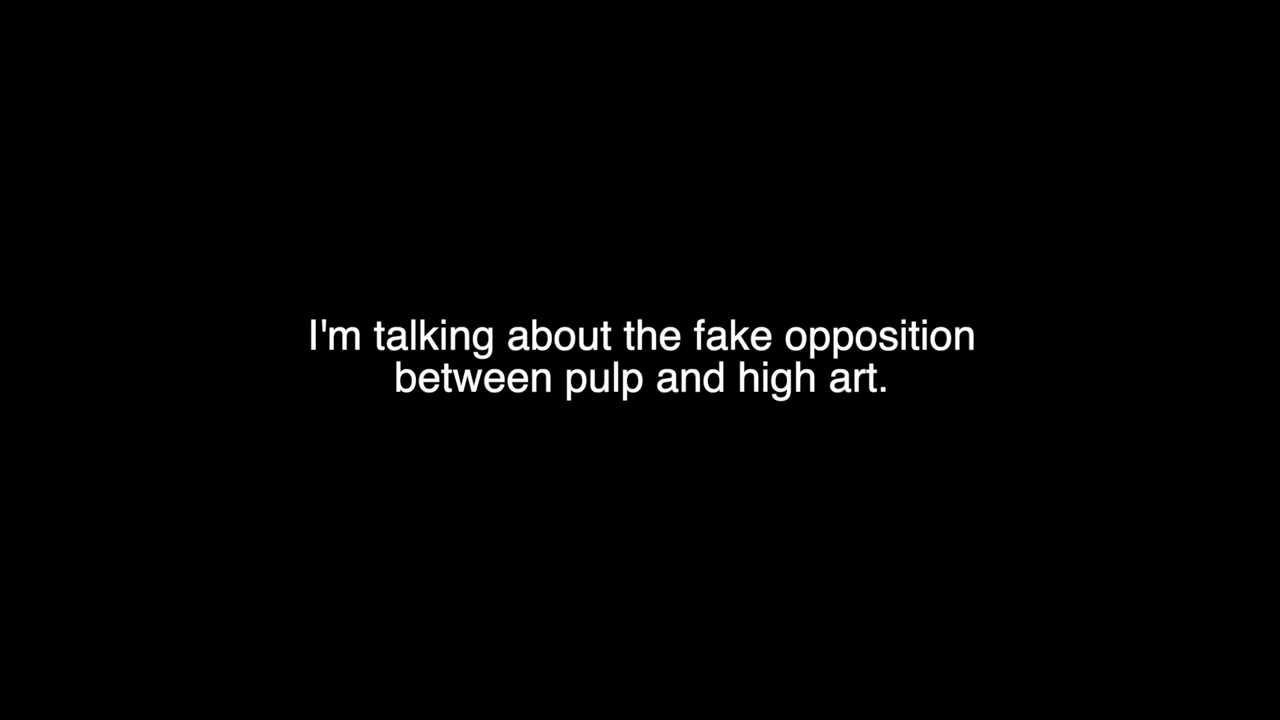 I'm talking about the fake opposition
between pulp and high art.